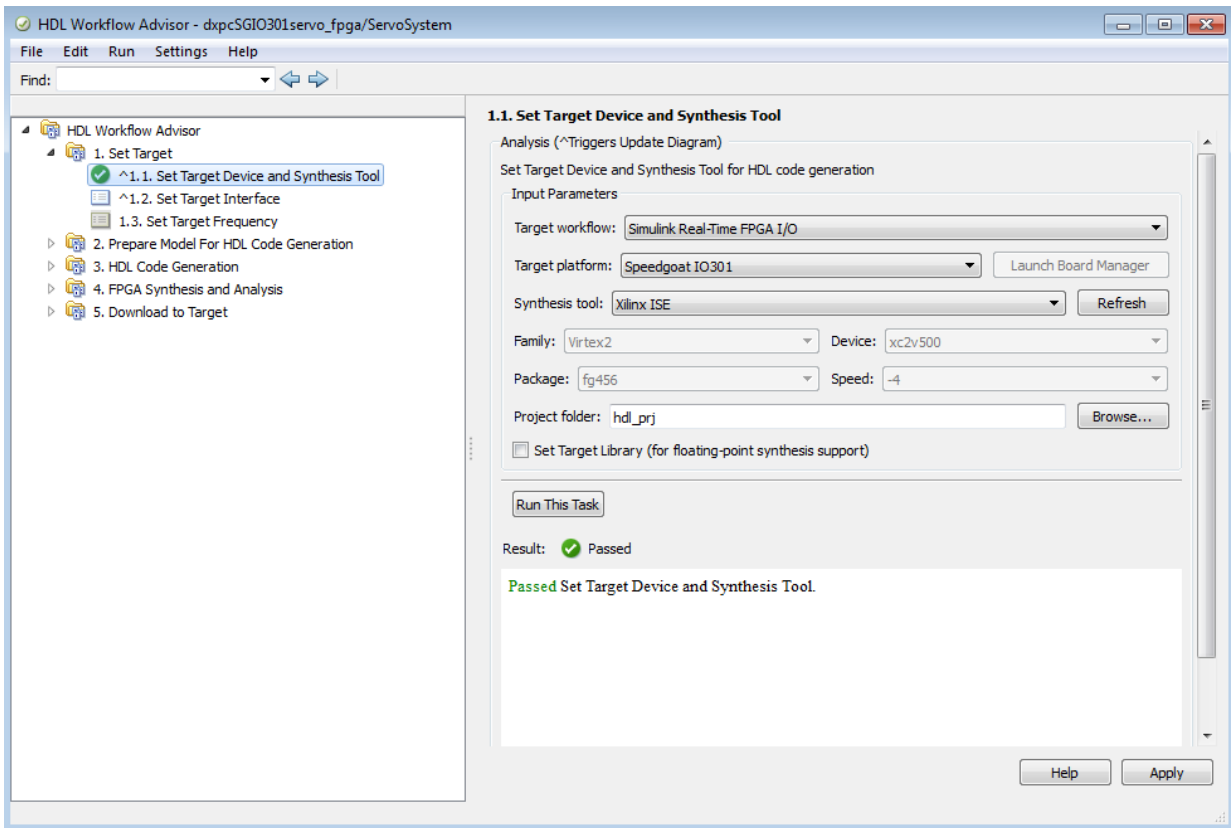 HDL Workflow Advisor - dxpcSGIO301servo_fpga/ServoSystem
File Edit Run Settings Help
Find:
HDL Workflow Advisor
1. Set Target
^1.1. Set Target Device and Synthesis Tool
^1.2. Set Target Interface
1.3. Set Target Frequency
2. Prepare Model For HDL Code Generation
3. HDL Code Generation
4. FPGA Synthesis and Analysis
5. Download to Target
1.1. Set Target Device and Synthesis Tool
Analysis (^Triggers Update Diagram)
Set Target Device and Synthesis Tool for HDL code generation
Input Parameters
Target workflow: Simulink Real-Time FPGA I/O
Target platform: Speedgoat IO301 Launch Board Manager
Synthesis tool: Xilinx ISE Refresh
Family: Virtex2 Device: xc2v500
Package: fg456 Speed: -4
Project folder: hdl_prj Browse...
Set Target Library (for floating-point synthesis support)
Run This Task
Result: Passed
Passed Set Target Device and Synthesis Tool.
Help Apply